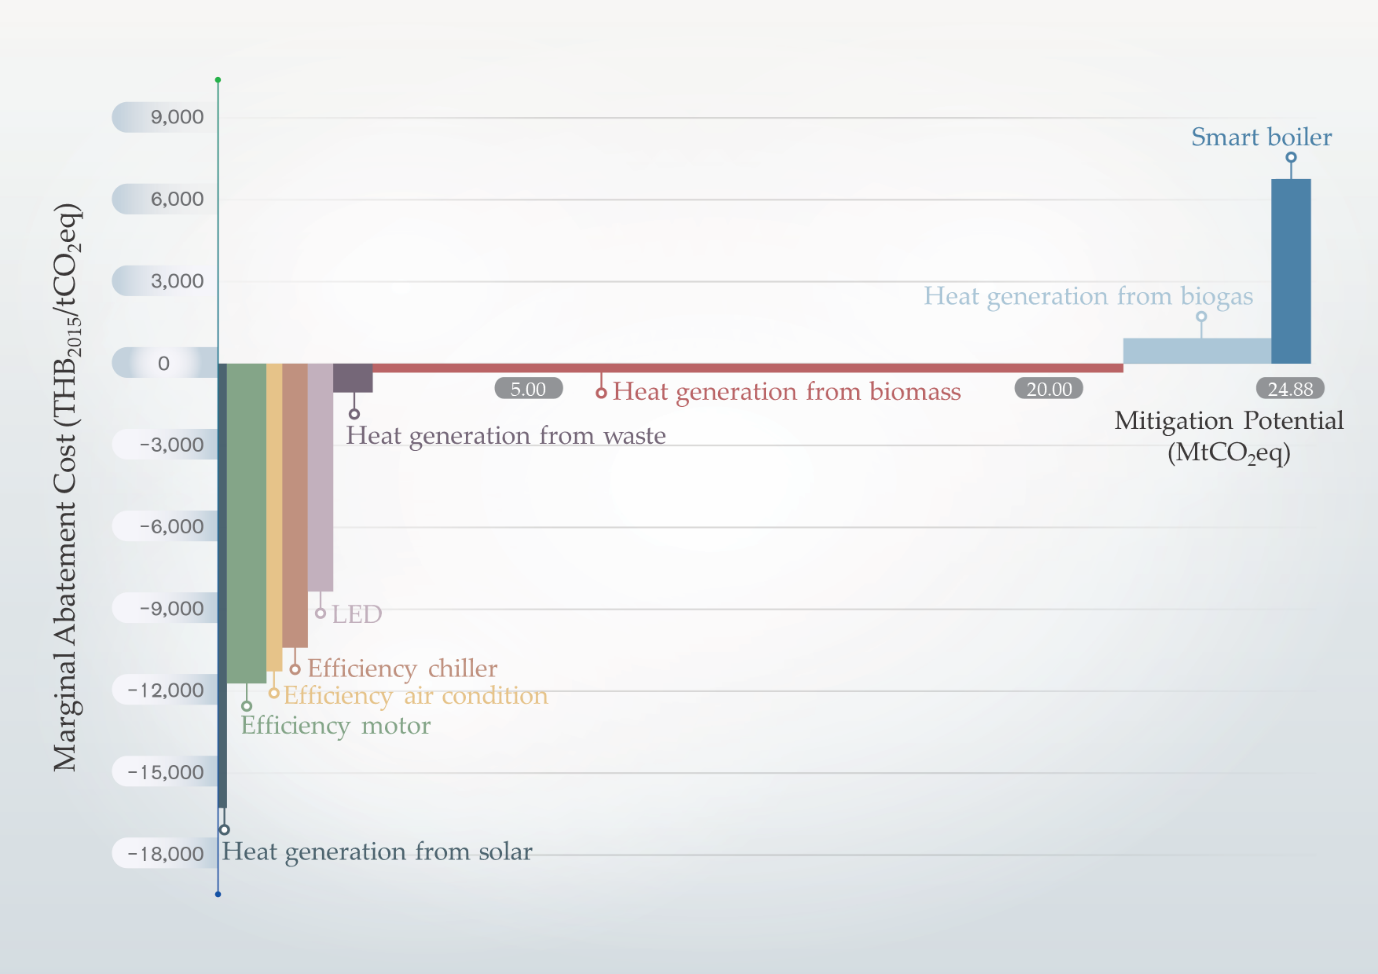 9,000
6,000
3,000
0
-3,000
-6,000
-9,000
-12,000
-15,000
-18,000
Marginal Abatement Cost (THB2015/tCO2eq)
Smart boiler
Heat generation from biogas
5.00
Heat generation from biomass
20.00
24.88
Mitigation Potential
(MtCO2eq)
Heat generation from waste
LED
Efficiency chiller
Efficiency air condition
Efficiency motor
Heat generation from solar